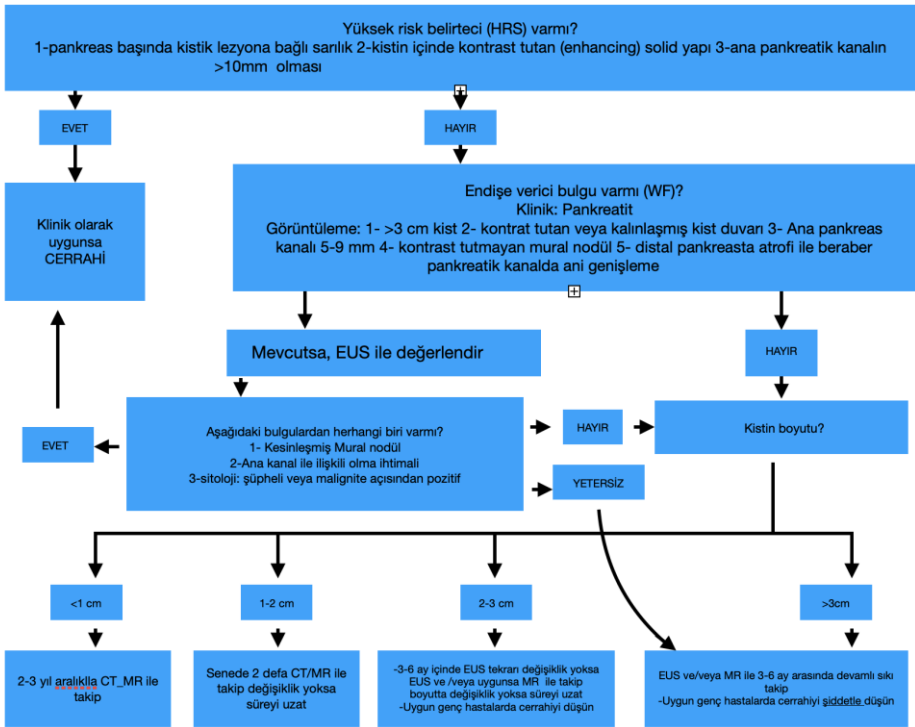 Yüksek risk belirteci (HRS) varmı?
1-pankreas başında kistik lezyona bağlı sarılık 2-kistin içinde kontrast tutan (enhancing) solid yapı 3-ana pankreatik kanalın
>10mm olması
EVET
HAYIR
Klinik olarak
uygunsa
CERRAHİ
Endişe verici bulgu varmı (WF)?
Klinik: Pankreatit
Görüntüleme: 1- >3 cm kist 2- kontrat tutan veya kalınlaşmış kist duvarı 3- Ana pankreas
kanalı 5-9 mm 4- kontrast tutmayan mural nodül 5- distal pankreasta atrofi ile beraber
pankreatik kanalda ani genişleme
Mevcutsa, EUS ile değerlendir
HAYIR
EVET
Aşağıdaki bulgulardan herhangi biri varmı?
1- Kesinleşmiş Mural nodül
2-Ana kanal ile ilişkili olma ihtimali
3-sitoloji: şüpheli veya malignite açısından pozitif
HAYIR
Kistin boyutu?
YETERSİZ
<1 cm
1-2 cm
2-3 cm
>3cm
2-3 yıl aralıklla CT_MR ile
takip
Senede 2 defa CT/MR ile
takip değişiklik yoksa
süreyi uzat
-3-6 ay içinde EUS tekrarı değişiklik yoksa
EUS ve /veya uygunsa MR ile takip
boyutta değişiklik yoksa süreyi uzat
-Uygun genç hastalarda cerrahiyi düşün
EUS ve/veya MR ile 3-6 ay arasında devamlı sıkı
takip
-Uygun genç hastalarda cerrahiyi şiddetle düşün